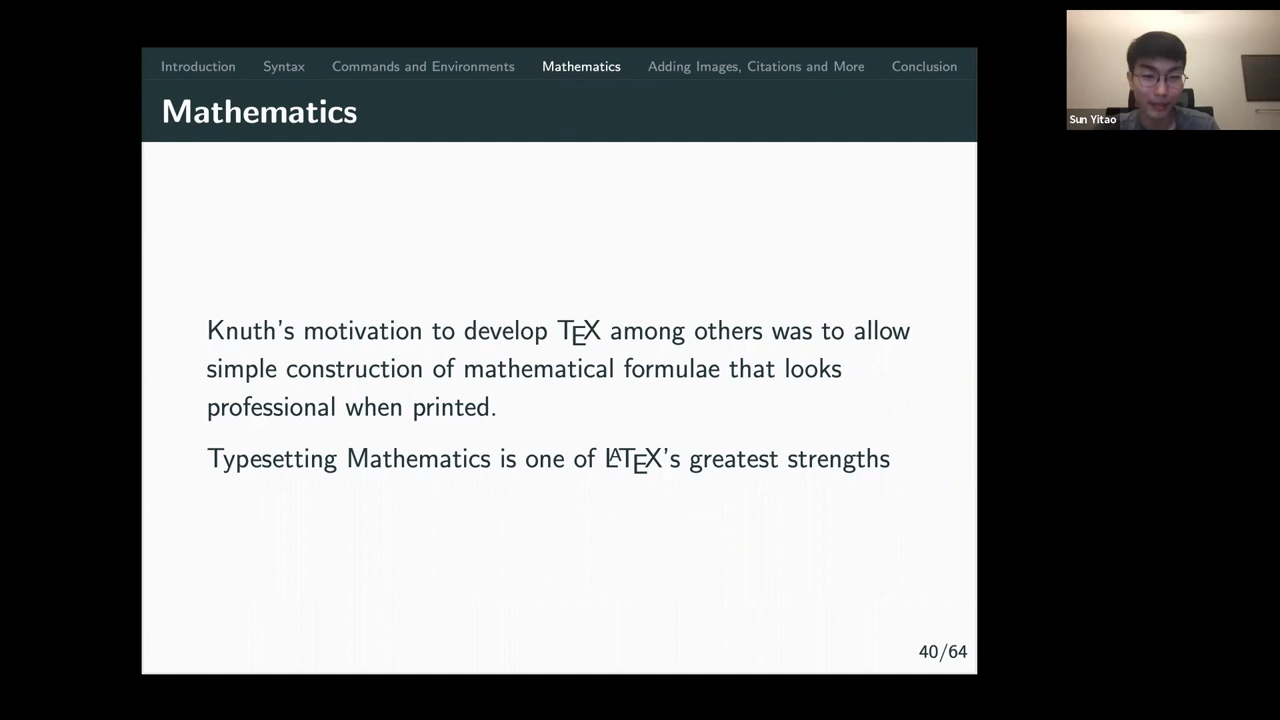 Introduction Syntax Commands and Environments Mathematics Adding Images, Citations and More Conclusion
Mathematics
Knuth's motivation to develop TEX among others was to allow
simple construction of mathematical formulae that looks
professional when printed.
Typesetting Mathematics is one of LATEX's greatest strengths
40/64
Sun Yitao